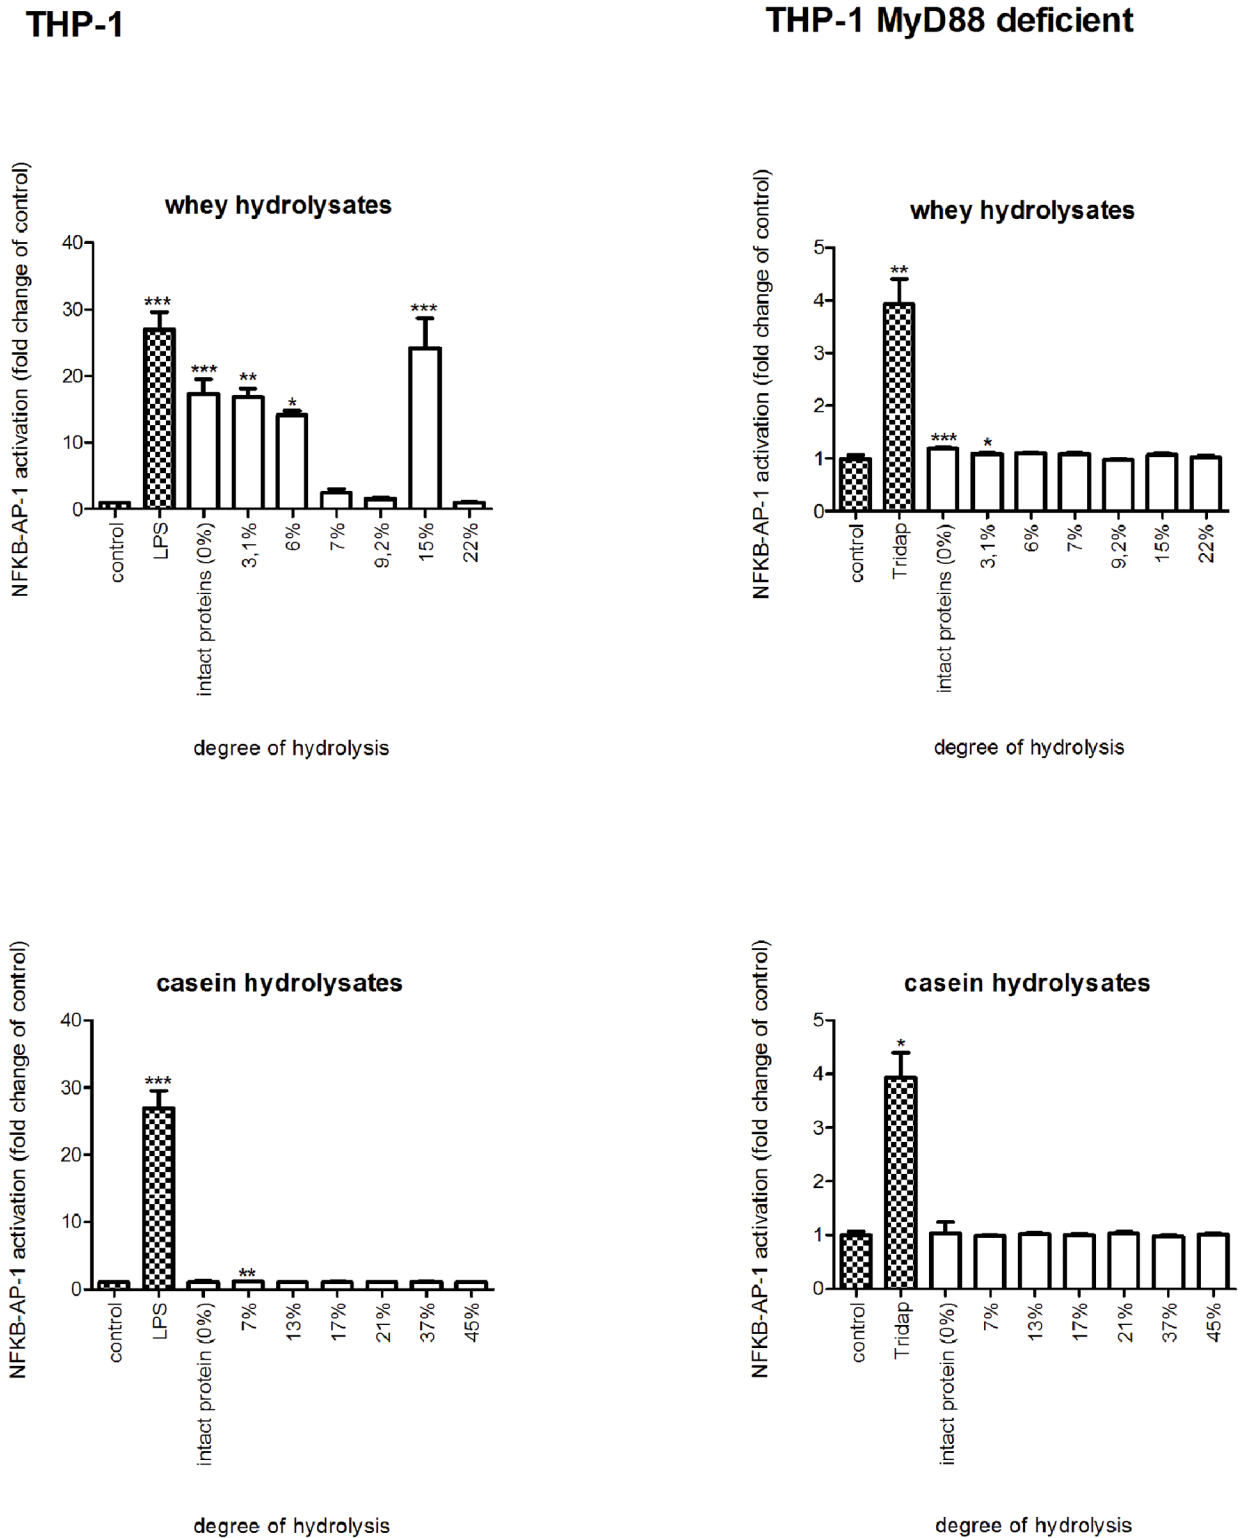 THP-1
THP-1 MyD88 deficient
whey hydrolysates
NFKB-AP-1 activation (fold change of control)
40
30
20
10
0
***
***
**
*
***
control
LPS
intact proteins (0%)
3,1%
6%
7%
9,2%
15%
22%
degree of hydrolysis
whey hydrolysates
NFKB-AP-1 activation (fold change of control)
5
4
3
2
1
0
**
***
*
control
Tridap
intact proteins (0%)
3,1%
6%
7%
9,2%
15%
22%
degree of hydrolysis
casein hydrolysates
NFKB-AP-1 activation (fold change of control)
40
30
20
10
0
***
**
control
LPS
intact protein (0%)
7%
13%
17%
21%
37%
45%
degree of hydrolysis
casein hydrolysates
NFKB-AP-1 activation (fold change of control)
5
4
3
2
1
0
*
control
Tridap
intact protein (0%)
7%
13%
17%
21%
37%
45%
degree of hydrolysis